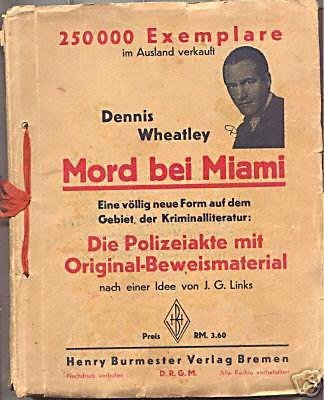 250000 Exemplare
im Ausland verkauft
Dennis
Wheatley
Mord bei Miami
Eine völlig neue Form auf dem
Gebiet der Kriminalliteratur:
Die Polizeiakte mit
Original-Beweismaterial
nach einer Idee von J. G. Links
Preis RM. 3.60
Henry Burmester Verlag Bremen
Nachdruck verboten D.R.G.M. Alle Rechte vorbehalten